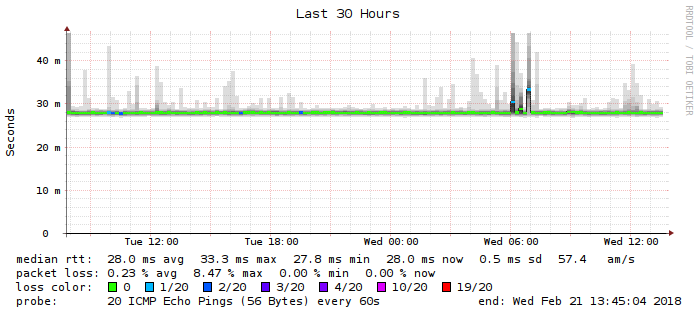 Last 30 Hours
RRDTOOL / TOBI OETIKER
Seconds
40 m
30 m
20 m
10 m
0
Tue 12:00 Tue 18:00 Wed 00:00 Wed 06:00 Wed 12:00
median rtt: 28.0 ms avg 33.3 ms max 27.8 ms min 28.0 ms now 0.5 ms sd 57.4 am/s
packet loss: 0.23 % avg 8.47 % max 0.00 % min 0.00 % now
loss color: 0 1/20 2/20 3/20 4/20 10/20 19/20
probe: 20 ICMP Echo Pings (56 Bytes) every 60s end: Wed Feb 21 13:45:04 2018